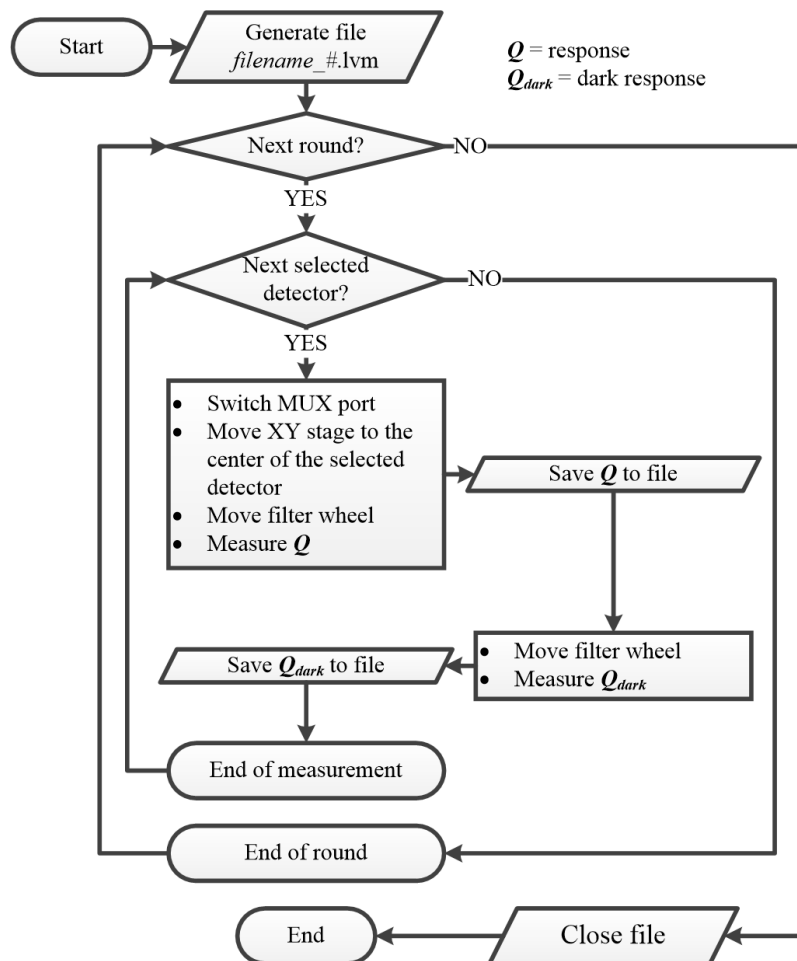 Start
Generate file
filename_#.lvm
Q = response
Q_dark = dark response
Next round?
NO
YES
Next selected
detector?
NO
YES
• Switch MUX port
• Move XY stage to the
center of the selected
detector
• Move filter wheel
• Measure Q
Save Q to file
• Move filter wheel
• Measure Q_dark
Save Q_dark to file
End of measurement
End of round
End
Close file